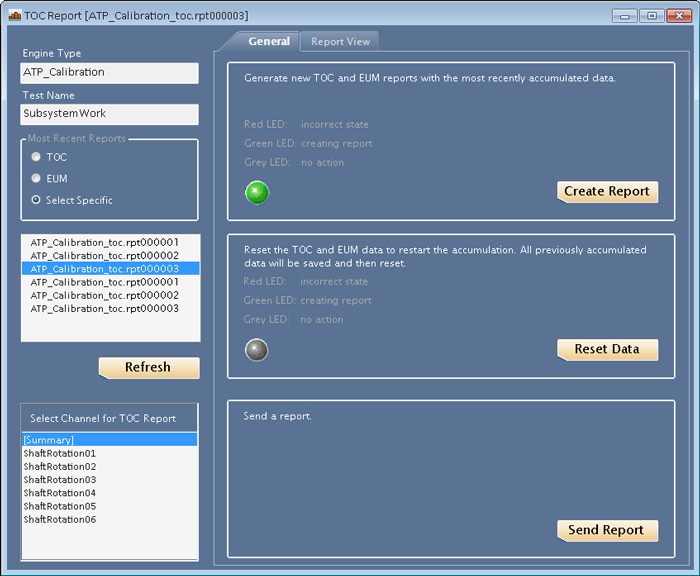 TOC Report [ATP_Calibration_toc.rpt000003]
Engine Type
ATP_Calibration
Test Name
SubsystemWork
Most Recent Reports
TOC
EUM
Select Specific
ATP_Calibration_toc.rpt000001
ATP_Calibration_toc.rpt000002
ATP_Calibration_toc.rpt000003
ATP_Calibration_toc.rpt000001
ATP_Calibration_toc.rpt000002
ATP_Calibration_toc.rpt000003
Refresh
Select Channel for TOC Report
[Summary]
ShaftRotation01
ShaftRotation02
ShaftRotation03
ShaftRotation04
ShaftRotation05
ShaftRotation06
General
Report View
Generate new TOC and EUM reports with the most recently accumulated data.
Red LED: incorrect state
Green LED: creating report
Grey LED: no action
Create Report
Reset the TOC and EUM data to restart the accumulation. All previously accumulated
data will be saved and then reset.
Red LED: incorrect state
Green LED: creating report
Grey LED: no action
Reset Data
Send a report.
Send Report